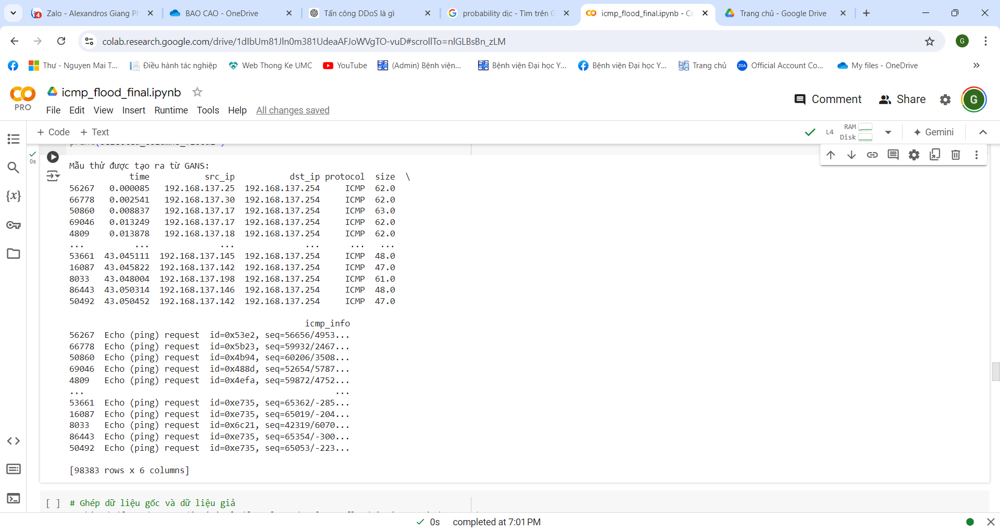 Zalo - Alexandros Giang Ph
BAO CAO - OneDrive
Tấn công DDoS là gì
probability dịc - Tìm trên G
icmp_flood_final.ipynb - Co
Trang chủ - Google Drive
colab.research.google.com/drive/1dIbUm81Jln0m381UdeaAFJoWVgTO-vuD#scrollTo=nlGLBsBn_zLM
G
Thư - Nguyen Mai T...
Điều hành tác nghiệp
Web Thong Ke UMC
YouTube
(Admin) Bệnh viện...
Bệnh viện Đại học Y...
Bệnh viện Đại học Y...
Trang chủ
Official Account Co...
My files - OneDrive
PRO
icmp_flood_final.ipynb
File Edit View Insert Runtime Tools Help All changes saved
Comment
Share
G
+ Code + Text
L4
RAM
Disk
Gemini
0s
Mẫu thử được tạo ra từ GANS:
time src_ip dst_ip protocol size \
56267 0.000085 192.168.137.25 192.168.137.254 ICMP 62.0
66778 0.002541 192.168.137.30 192.168.137.254 ICMP 62.0
50860 0.008837 192.168.137.17 192.168.137.254 ICMP 63.0
69046 0.013249 192.168.137.17 192.168.137.254 ICMP 62.0
4809 0.013878 192.168.137.18 192.168.137.254 ICMP 62.0
... ... ... ... ... ...
53661 43.045111 192.168.137.145 192.168.137.254 ICMP 48.0
16087 43.045822 192.168.137.142 192.168.137.254 ICMP 47.0
8033 43.048004 192.168.137.198 192.168.137.254 ICMP 61.0
86443 43.050314 192.168.137.146 192.168.137.254 ICMP 48.0
50492 43.050452 192.168.137.142 192.168.137.254 ICMP 47.0
icmp_info
56267 Echo (ping) request id=0x53e2, seq=56656/4953...
66778 Echo (ping) request id=0x5b23, seq=59932/2467...
50860 Echo (ping) request id=0x4b94, seq=60206/3508...
69046 Echo (ping) request id=0x488d, seq=52654/5787...
4809 Echo (ping) request id=0x4efa, seq=59872/4752...
... ...
53661 Echo (ping) request id=0xe735, seq=65362/-285...
16087 Echo (ping) request id=0xe735, seq=65019/-204...
8033 Echo (ping) request id=0x6c21, seq=42319/6070...
86443 Echo (ping) request id=0xe735, seq=65354/-300...
50492 Echo (ping) request id=0xe735, seq=65053/-223...
[98383 rows x 6 columns]
[ ] # Ghép dữ liệu gốc và dữ liệu giả
0s completed at 7:01 PM